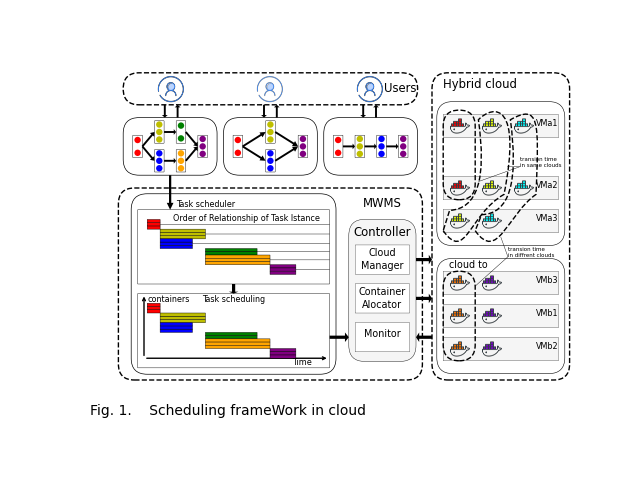 Users
Hybrid cloud
VMa1
transion time
in same clouds
VMa2
VMa3
transion time
in diffrent clouds
cloud to
VMb3
VMb1
VMb2
MWMS
Task scheduler
Order of Relationship of Task Istance
containers
Task scheduling
Time
Controller
Cloud
Manager
Container
Alocator
Monitor
Fig. 1. Scheduling frameWork in cloud